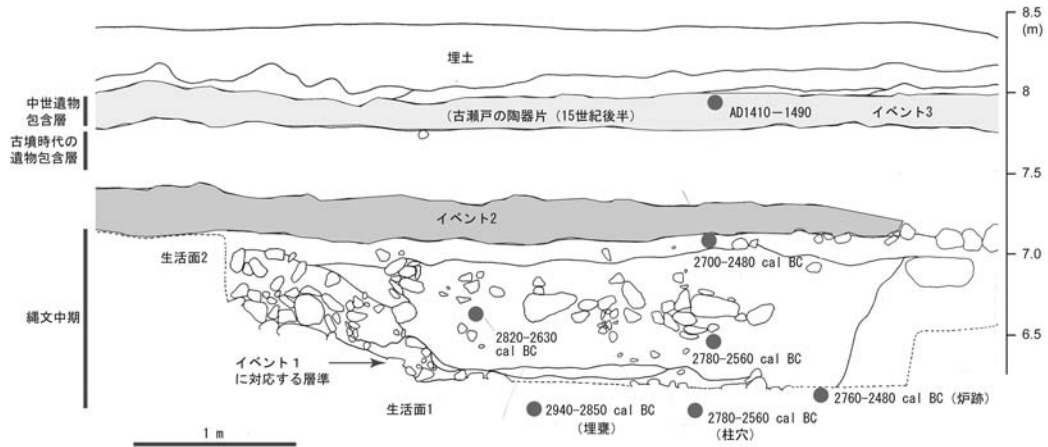 8.5
(m)
埋土
中世遺物
包含層
8
(古瀬戸の陶器片 (15世紀後半)
AD1410-1490
イベント3
古墳時代の
遺物包含層
7.5
イベント2
7.0
生活面2
2700-2480 cal BC
縄文中期
2820-2630
cal BC
2780-2560 cal BC
6.5
イベント1
に対応する層準
生活面1
2940-2850 cal BC
(埋甕)
2780-2560 cal BC
(柱穴)
2760-2480 cal BC (炉跡)
1 m